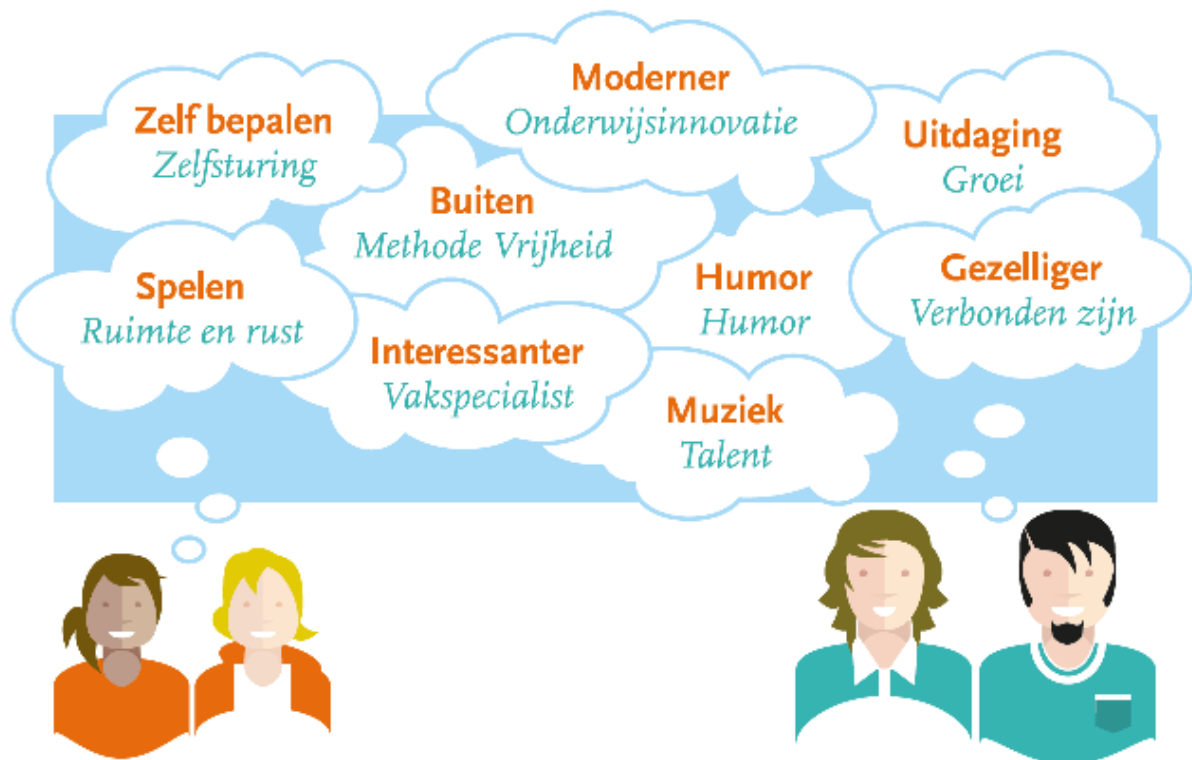 Moderner
Onderwijsinnovatie
Zelf bepalen
Zelfsturing
Uitdaging
Groei
Buiten
Methode Vrijheid
Spelen
Ruimte en rust
Humor
Humor
Gezelliger
Verbonden zijn
Interessanter
Vakspecialist
Muziek
Talent